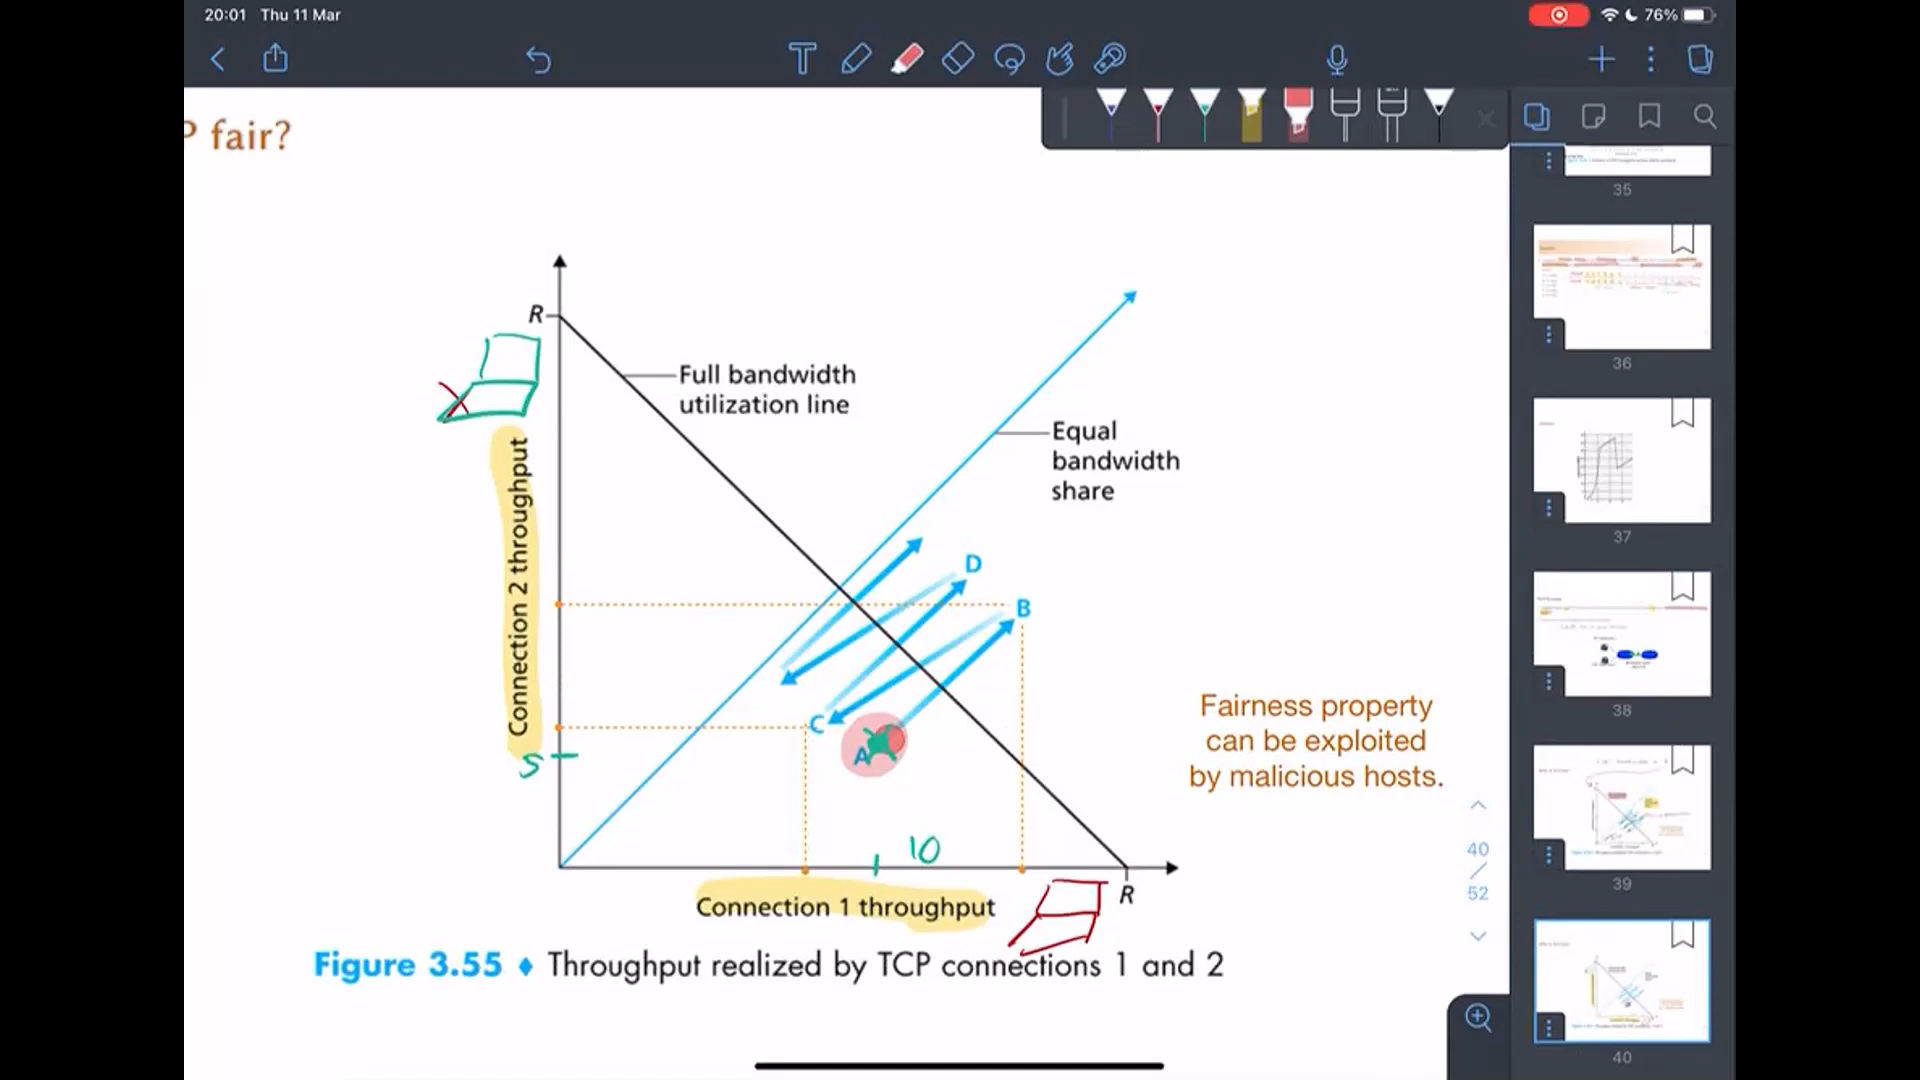 20:01 Thu 11 Mar
76%
P fair?
R
Full bandwidth
utilization line
Equal
bandwidth
share
Connection 2 throughput
D
B
C
A
5
10
R
Connection 1 throughput
Fairness property
can be exploited
by malicious hosts.
Figure 3.55 ♦ Throughput realized by TCP connections 1 and 2
40
/
52
35
36
37
38
39
40